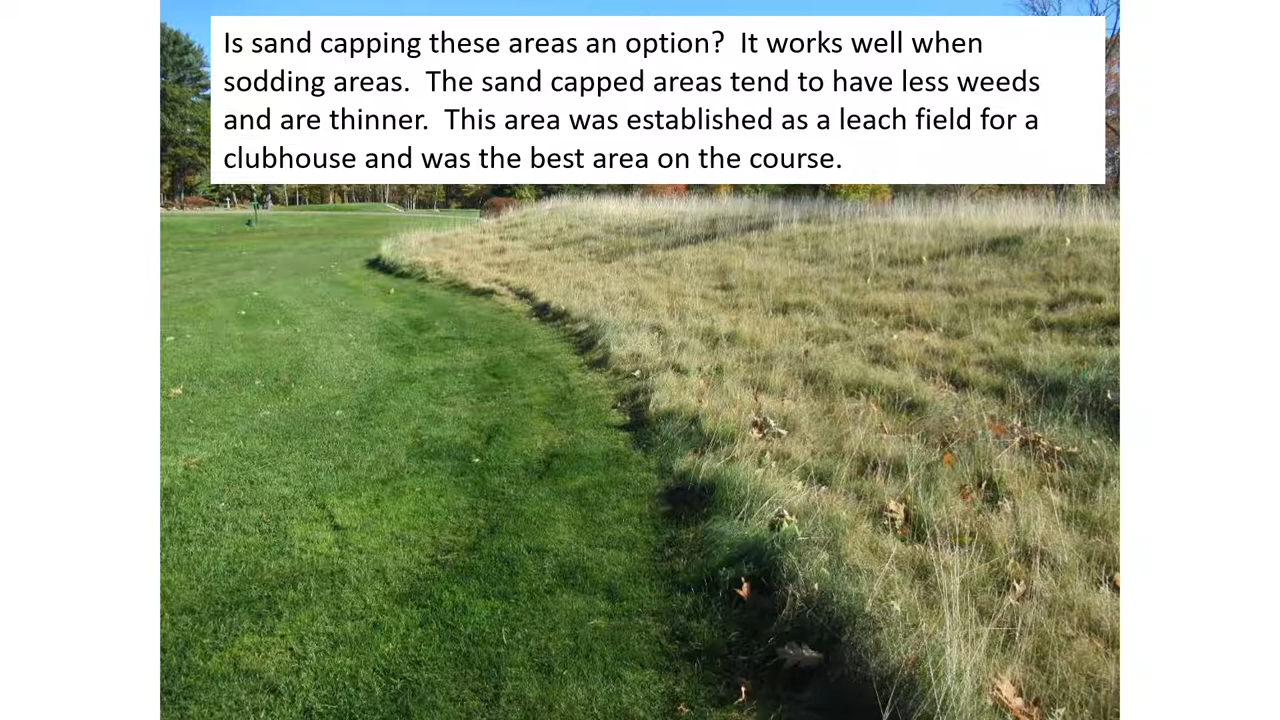 Is sand capping these areas an option?  It works well when
sodding areas.  The sand capped areas tend to have less weeds
and are thinner.  This area was established as a leach field for a
clubhouse and was the best area on the course.